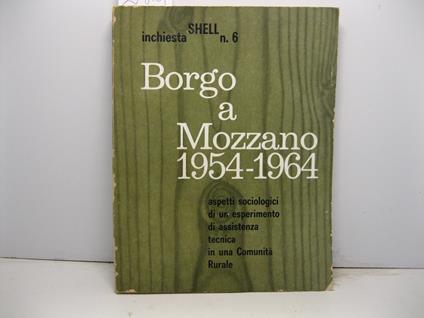 inchiesta SHELL n. 6
Borgo
a
Mozzano
1954-1964
aspetti sociologici
di un esperimento
di assistenza
tecnica
in una Comunità
Rurale